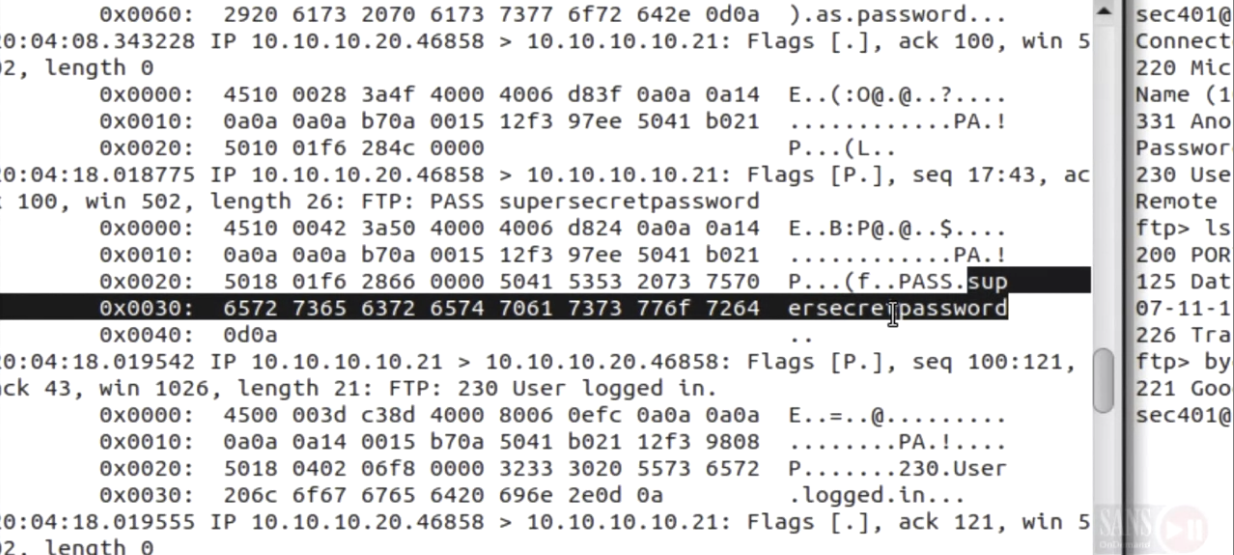 0x0060: 2920 6173 2070 6173 7377 6f72 642e 0d0a ).as.password...
0:04:08.343228 IP 10.10.10.20.46858 > 10.10.10.10.21: Flags [.], ack 100, win 5
02, length 0
0x0000: 4510 0028 3a4f 4000 4006 d83f 0a0a 0a14 E..(:O@.@..?....
0x0010: 0a0a 0a0a b70a 0015 12f3 97ee 5041 b021 ............PA.!
0x0020: 5010 01f6 284c 0000 P...(L..
0:04:18.018775 IP 10.10.10.20.46858 > 10.10.10.10.21: Flags [P.], seq 17:43, ac
k 100, win 502, length 26: FTP: PASS supersecretpassword
0x0000: 4510 0042 3a50 4000 4006 d824 0a0a 0a14 E..B:P@.@..$....
0x0010: 0a0a 0a0a b70a 0015 12f3 97ee 5041 b021 ............PA.!
0x0020: 5018 01f6 2866 0000 5041 5353 2073 7570 P...(f..PASS.sup
0x0030: 6572 7365 6372 6574 7061 7373 776f 7264 ersecretpassword
0x0040: 0d0a ..
0:04:18.019542 IP 10.10.10.10.21 > 10.10.10.20.46858: Flags [P.], seq 100:121,
ack 43, win 1026, length 21: FTP: 230 User logged in.
0x0000: 4500 003d c38d 4000 8006 0efc 0a0a 0a0a E..=..@.........
0x0010: 0a0a 0a14 0015 b70a 5041 b021 12f3 9808 ........PA.!....
0x0020: 5018 0402 06f8 0000 3233 3020 5573 6572 P.......230.User
0x0030: 206c 6f67 6765 6420 696e 2e0d 0a .logged.in...
0:04:18.019555 IP 10.10.10.20.46858 > 10.10.10.10.21: Flags [.], ack 121, win 5
02, length 0
sec401@
Connect
220 Mic
Name (1
331 Ano
Passwor
230 Use
Remote
ftp> ls
200 POR
125 Dat
07-11-1
226 Tra
ftp> by
221 Goo
sec401@
SANS
OnDemand